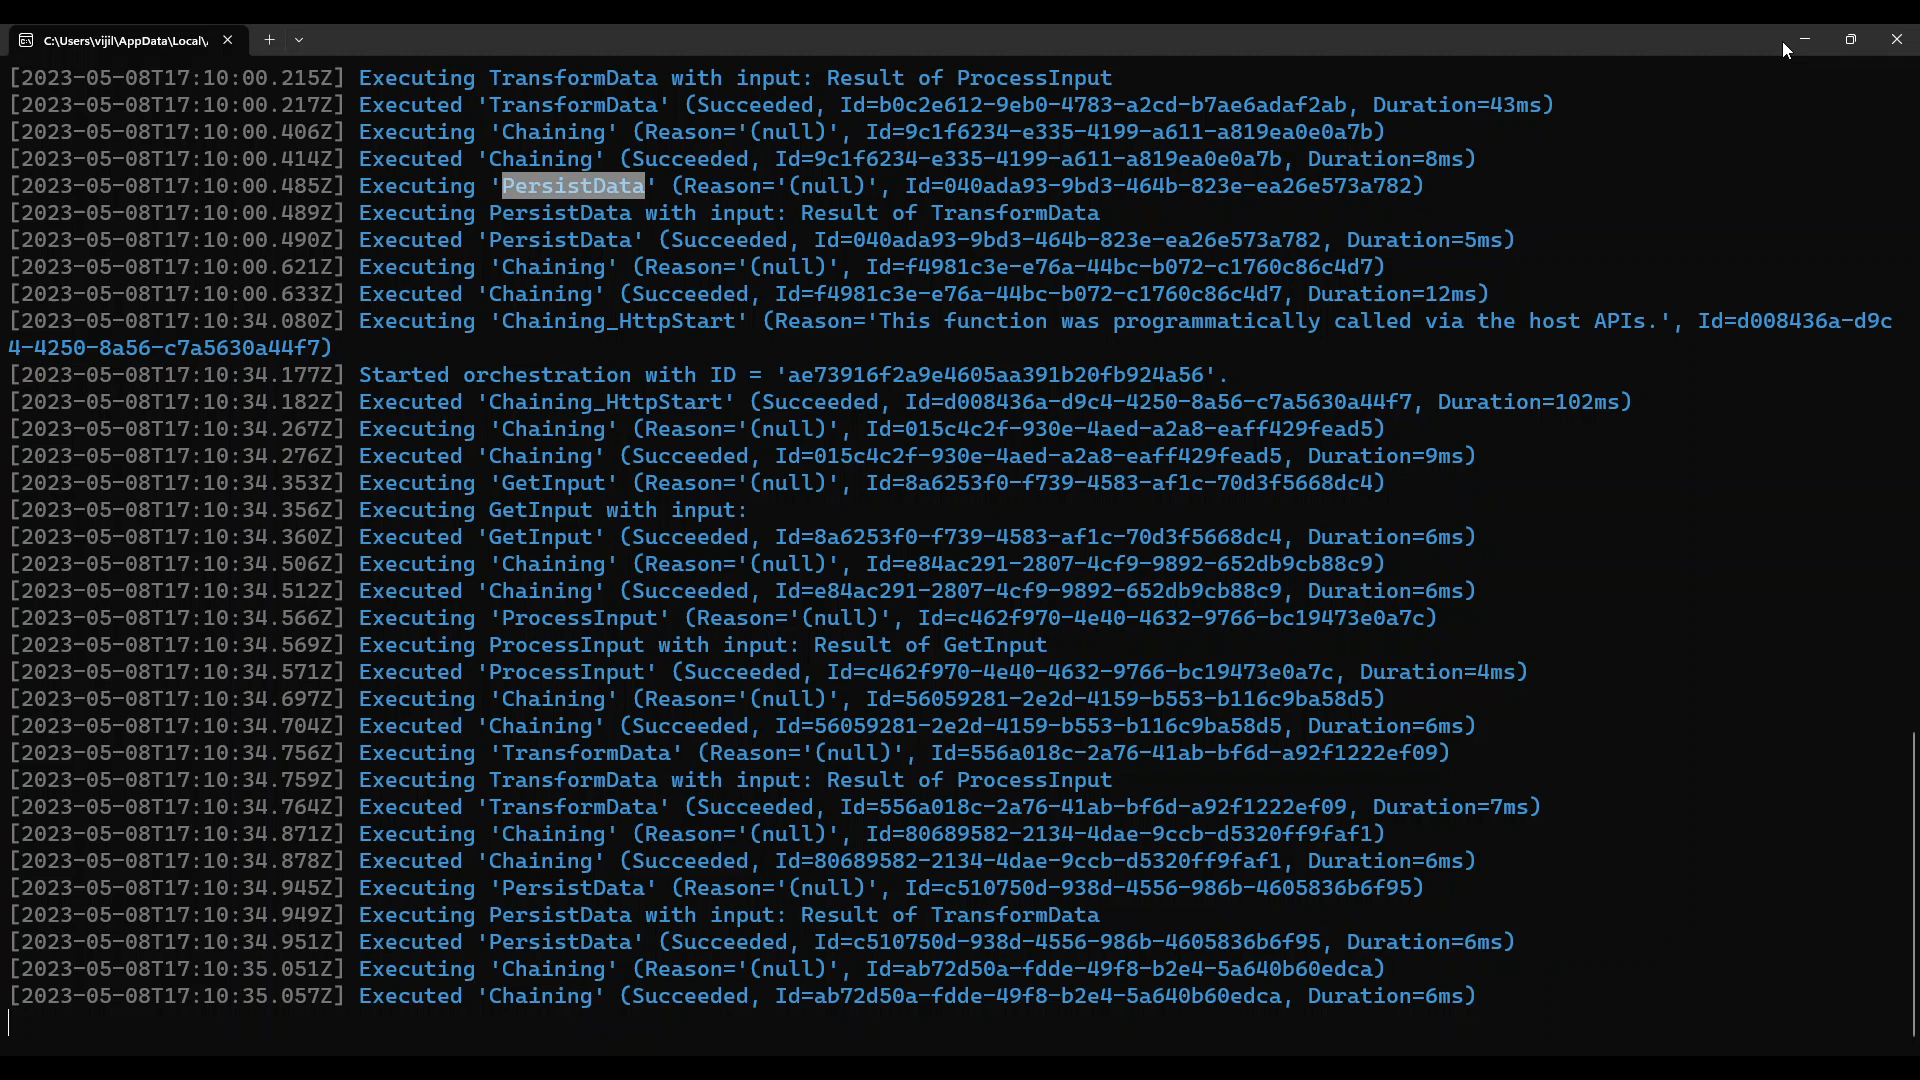 C:\Users\vijil\AppData\Local\
[2023-05-08T17:10:00.215Z] Executing TransformData with input: Result of ProcessInput
[2023-05-08T17:10:00.217Z] Executed 'TransformData' (Succeeded, Id=b0c2e612-9eb0-4783-a2cd-b7ae6adaf2ab, Duration=43ms)
[2023-05-08T17:10:00.406Z] Executing 'Chaining' (Reason='(null)', Id=9c1f6234-e335-4199-a611-a819ea0e0a7b)
[2023-05-08T17:10:00.414Z] Executed 'Chaining' (Succeeded, Id=9c1f6234-e335-4199-a611-a819ea0e0a7b, Duration=8ms)
[2023-05-08T17:10:00.485Z] Executing 'PersistData' (Reason='(null)', Id=040ada93-9bd3-464b-823e-ea26e573a782)
[2023-05-08T17:10:00.489Z] Executing PersistData with input: Result of TransformData
[2023-05-08T17:10:00.490Z] Executed 'PersistData' (Succeeded, Id=040ada93-9bd3-464b-823e-ea26e573a782, Duration=5ms)
[2023-05-08T17:10:00.621Z] Executing 'Chaining' (Reason='(null)', Id=f4981c3e-e76a-44bc-b072-c1760c86c4d7)
[2023-05-08T17:10:00.633Z] Executed 'Chaining' (Succeeded, Id=f4981c3e-e76a-44bc-b072-c1760c86c4d7, Duration=12ms)
[2023-05-08T17:10:34.080Z] Executing 'Chaining_HttpStart' (Reason='This function was programmatically called via the host APIs.', Id=d008436a-d9c
4-4250-8a56-c7a5630a44f7)
[2023-05-08T17:10:34.177Z] Started orchestration with ID = 'ae73916f2a9e4605aa391b20fb924a56'.
[2023-05-08T17:10:34.182Z] Executed 'Chaining_HttpStart' (Succeeded, Id=d008436a-d9c4-4250-8a56-c7a5630a44f7, Duration=102ms)
[2023-05-08T17:10:34.267Z] Executing 'Chaining' (Reason='(null)', Id=015c4c2f-930e-4aed-a2a8-eaff429fead5)
[2023-05-08T17:10:34.276Z] Executed 'Chaining' (Succeeded, Id=015c4c2f-930e-4aed-a2a8-eaff429fead5, Duration=9ms)
[2023-05-08T17:10:34.353Z] Executing 'GetInput' (Reason='(null)', Id=8a6253f0-f739-4583-af1c-70d3f5668dc4)
[2023-05-08T17:10:34.356Z] Executing GetInput with input:
[2023-05-08T17:10:34.360Z] Executed 'GetInput' (Succeeded, Id=8a6253f0-f739-4583-af1c-70d3f5668dc4, Duration=6ms)
[2023-05-08T17:10:34.506Z] Executing 'Chaining' (Reason='(null)', Id=e84ac291-2807-4cf9-9892-652db9cb88c9)
[2023-05-08T17:10:34.512Z] Executed 'Chaining' (Succeeded, Id=e84ac291-2807-4cf9-9892-652db9cb88c9, Duration=6ms)
[2023-05-08T17:10:34.566Z] Executing 'ProcessInput' (Reason='(null)', Id=c462f970-4e40-4632-9766-bc19473e0a7c)
[2023-05-08T17:10:34.569Z] Executing ProcessInput with input: Result of GetInput
[2023-05-08T17:10:34.571Z] Executed 'ProcessInput' (Succeeded, Id=c462f970-4e40-4632-9766-bc19473e0a7c, Duration=4ms)
[2023-05-08T17:10:34.697Z] Executing 'Chaining' (Reason='(null)', Id=56059281-2e2d-4159-b553-b116c9ba58d5)
[2023-05-08T17:10:34.704Z] Executed 'Chaining' (Succeeded, Id=56059281-2e2d-4159-b553-b116c9ba58d5, Duration=6ms)
[2023-05-08T17:10:34.756Z] Executing 'TransformData' (Reason='(null)', Id=556a018c-2a76-41ab-bf6d-a92f1222ef09)
[2023-05-08T17:10:34.759Z] Executing TransformData with input: Result of ProcessInput
[2023-05-08T17:10:34.764Z] Executed 'TransformData' (Succeeded, Id=556a018c-2a76-41ab-bf6d-a92f1222ef09, Duration=7ms)
[2023-05-08T17:10:34.871Z] Executing 'Chaining' (Reason='(null)', Id=80689582-2134-4dae-9ccb-d5320ff9faf1)
[2023-05-08T17:10:34.878Z] Executed 'Chaining' (Succeeded, Id=80689582-2134-4dae-9ccb-d5320ff9faf1, Duration=6ms)
[2023-05-08T17:10:34.945Z] Executing 'PersistData' (Reason='(null)', Id=c510750d-938d-4556-986b-4605836b6f95)
[2023-05-08T17:10:34.949Z] Executing PersistData with input: Result of TransformData
[2023-05-08T17:10:34.951Z] Executed 'PersistData' (Succeeded, Id=c510750d-938d-4556-986b-4605836b6f95, Duration=6ms)
[2023-05-08T17:10:35.051Z] Executing 'Chaining' (Reason='(null)', Id=ab72d50a-fdde-49f8-b2e4-5a640b60edca)
[2023-05-08T17:10:35.057Z] Executed 'Chaining' (Succeeded, Id=ab72d50a-fdde-49f8-b2e4-5a640b60edca, Duration=6ms)